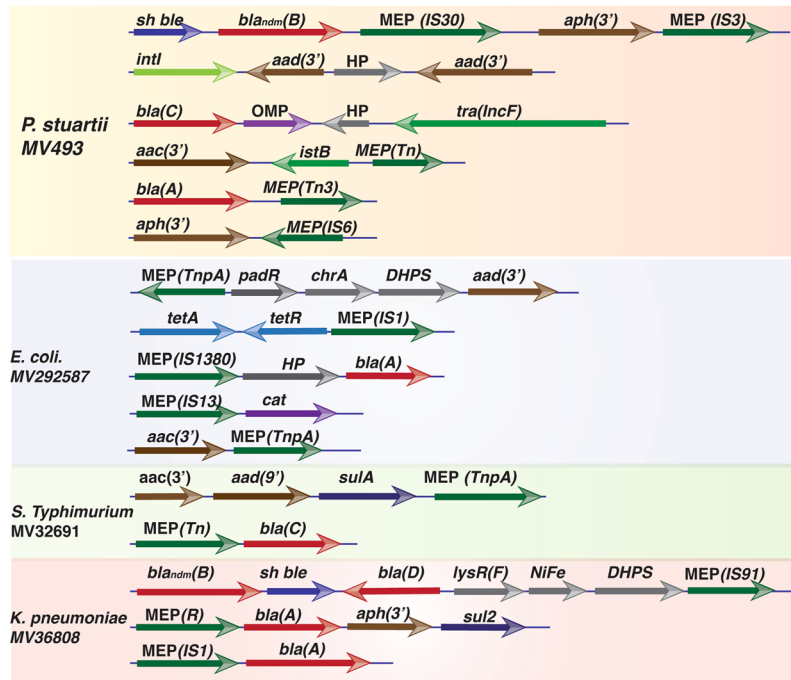 sh ble bla ndm(B) MEP (IS30) aph(3’) MEP (IS3)
intI aad(3’) HP aad(3’)
bla(C) OMP HP tra(IncF)
P. stuartii
MV493
aac(3’) istB MEP(Tn)
bla(A) MEP(Tn3)
aph(3’) MEP(IS6)
MEP(TnpA) padR chrA DHPS aad(3’)
tetA tetR MEP(IS1)
E. coli.
MV292587
MEP(IS1380) HP bla(A)
MEP(IS13) cat
aac(3’) MEP(TnpA)
aac(3’) aad(9’) sulA MEP (TnpA)
S. Typhimurium
MV32691
MEP(Tn) bla(C)
blandm(B) sh ble bla(D) lysR(F) NiFe DHPS MEP(IS91)
K. pneumoniae
MV36808
MEP(R) bla(A) aph(3’) sul2
MEP(IS1) bla(A)